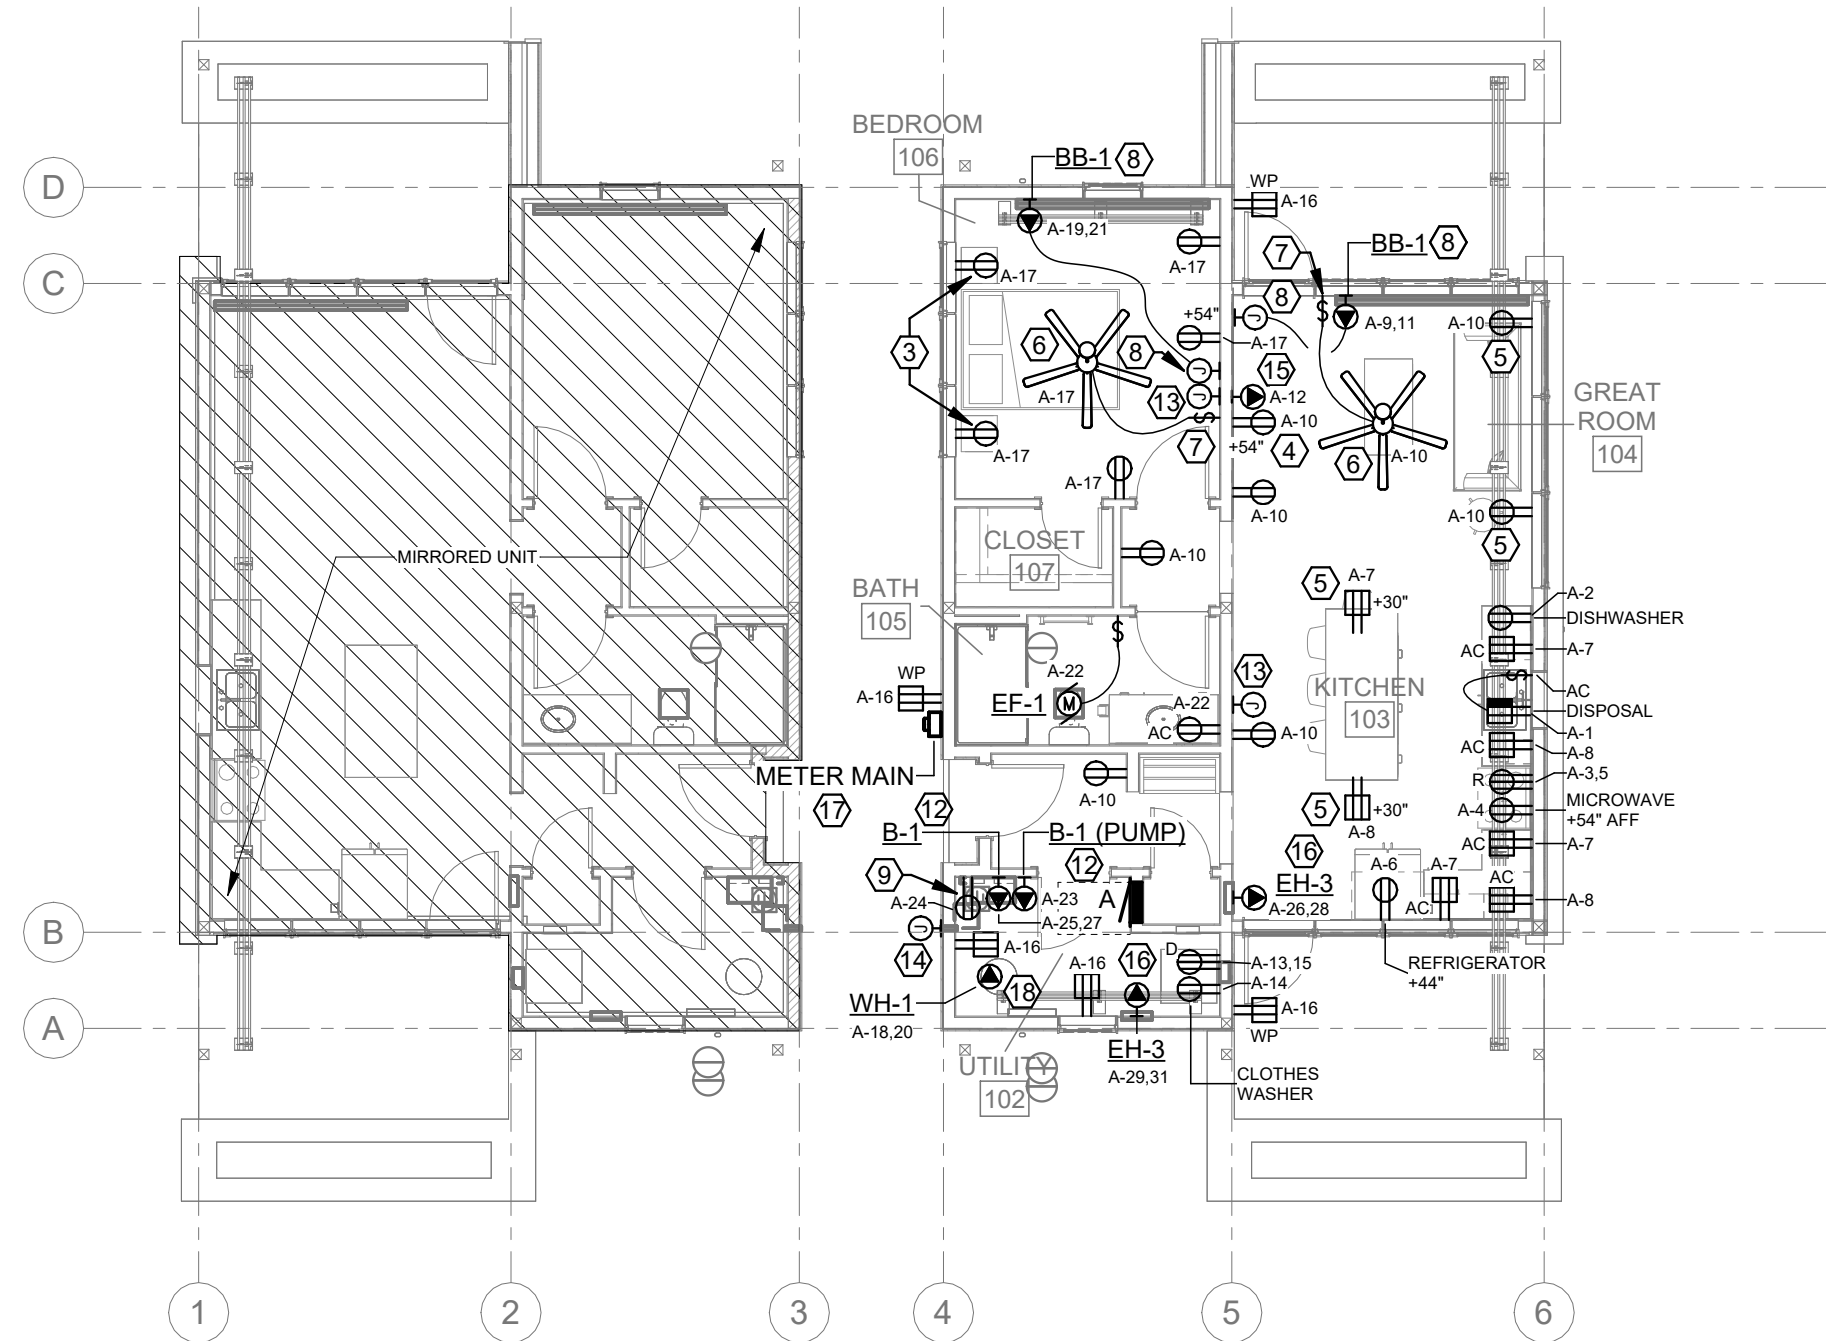 BEDROOM
106
BB-1
8
D
WP
A-16
A-19,21
7
BB-1
8
A-17
A-17
C
8
+54"
A-9,11
A-10
3
6
A-17
8
15
5
A-17
13
A-12
GREAT
ROOM
104
A-10
7
+54"
4
6
A-10
A-17
A-17
A-10
A-10
5
CLOSET
107
A-10
MIRRORED UNIT
BATH
105
5
A-7
+30"
A-2
DISHWASHER
AC
A-7
WP
A-16
A-22
13
KITCHEN
103
AC
DISPOSAL
EF-1
M
J
A-22
AC
A-10
A-1
AC
A-8
METER MAIN
17
12
A-10
R
A-3,5
A-4
MICROWAVE
+54" AFF
5
+30"
A-8
B-1
B-1 (PUMP)
12
16
AC
A-7
9
A-6
A-7
AC
A-24
A-23
A
EH-3
A-26,28
AC
A-8
A-25,27
B
J
14
A-16
A-16
16
D
A-13,15
REFRIGERATOR
+44"
A-14
WH-1
18
A-18,20
A-16
WP
A
EH-3
A-29,31
UTILITY
102
CLOTHES
WASHER
1
2
3
4
5
6